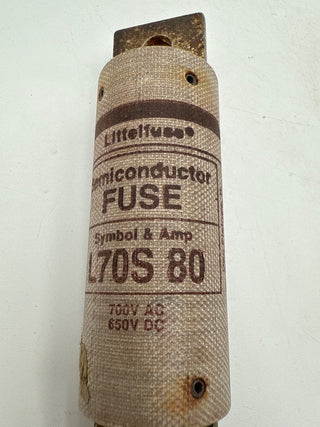 Littelfuse®
Semiconductor
FUSE
Symbol & Amp
L70S 80
700V AC
650V DC